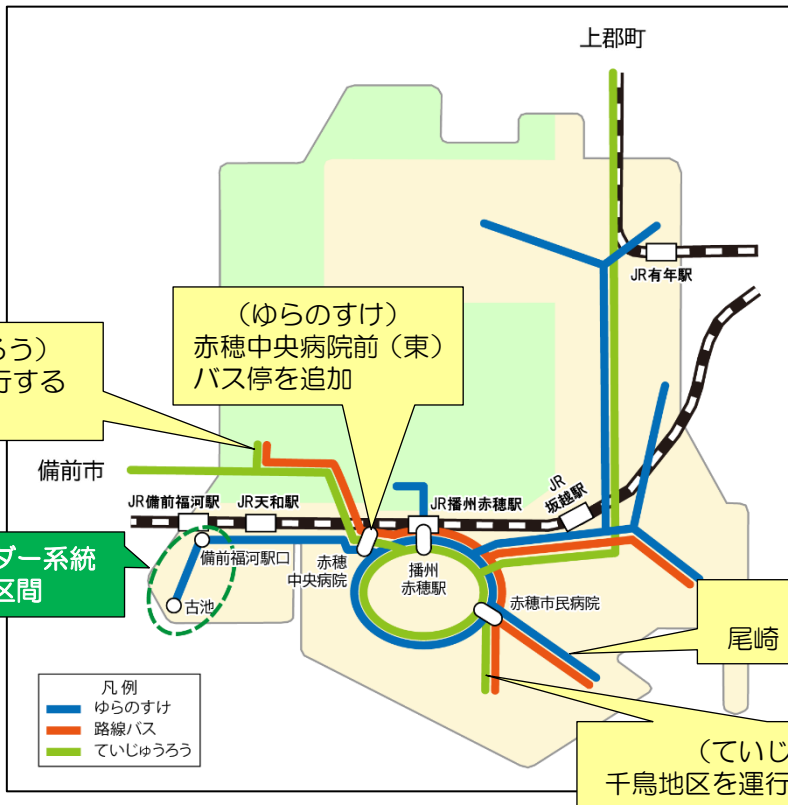 上郡町
JR有年駅
（ゆらのすけ）
赤穂中央病院前（東）
バス停を追加
ろう）
行する
備前市
JR備前福河駅
JR天和駅
JR播州赤穂駅
JR
坂越駅
備前福河駅口
赤穂
中央病院
播州
赤穂駅
赤穂市民病院
ダー系統
区間
古池
尾崎
凡例
ゆらのすけ
路線バス
ていじゅうろう
（ていじ
千鳥地区を運行